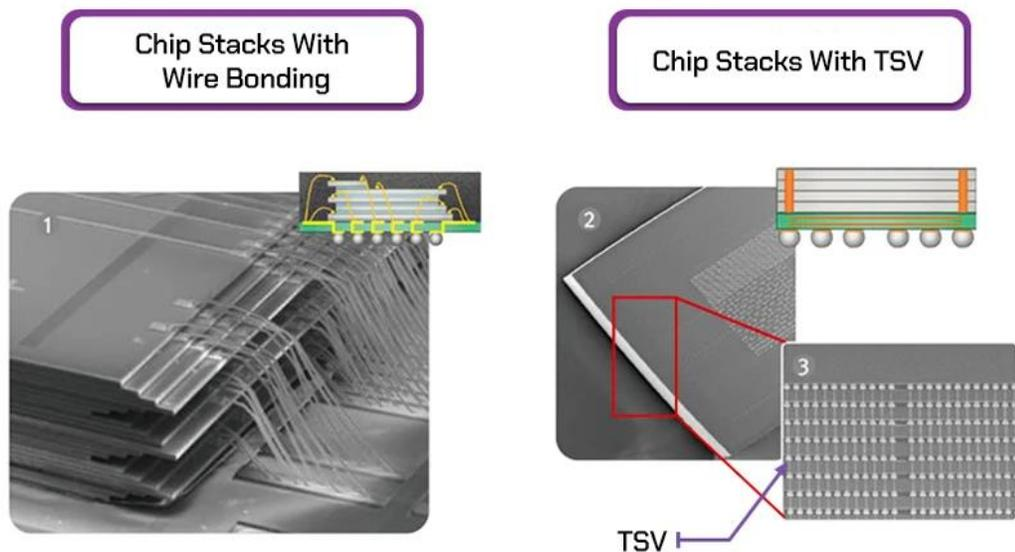 Chip Stacks With
Wire Bonding
Chip Stacks With TSV
1
2
3
TSV